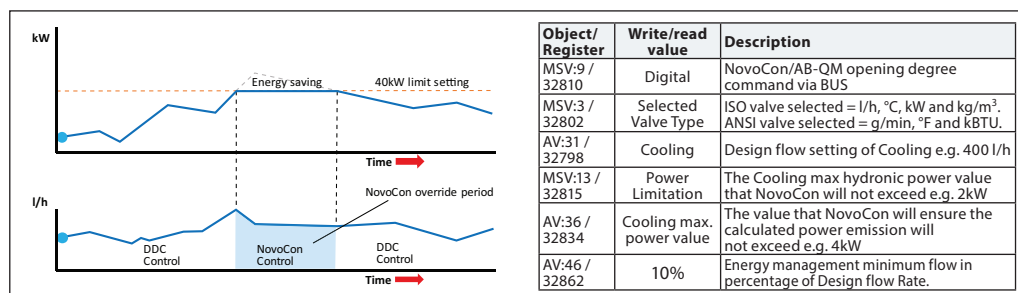 kW
Energy saving
40kW limit setting
Time
NovoCon override period
l/h
DDC
Control
NovoCon
Control
DDC
Control
Time
Object/
Register
Write/read
value
Description
MSV:9 /
32810
Digital
NovoCon/AB-QM opening degree
command via BUS
MSV:3 /
32802
Selected
Valve Type
ISO valve selected = l/h, °C, kW and kg/m³.
ANSI valve selected = g/min, °F and kBTU.
AV:31 /
32798
Cooling
Design flow setting of Cooling e.g. 400 l/h
MSV:13 /
32815
Power
Limitation
The Cooling max hydronic power value
that NovoCon will not exceed e.g. 2kW
AV:36 /
32834
Cooling max.
power value
The value that NovoCon will ensure the
calculated power emission will
not exceed e.g. 4kW
AV:46 /
32862
10%
Energy management minimum flow in
percentage of Design flow Rate.